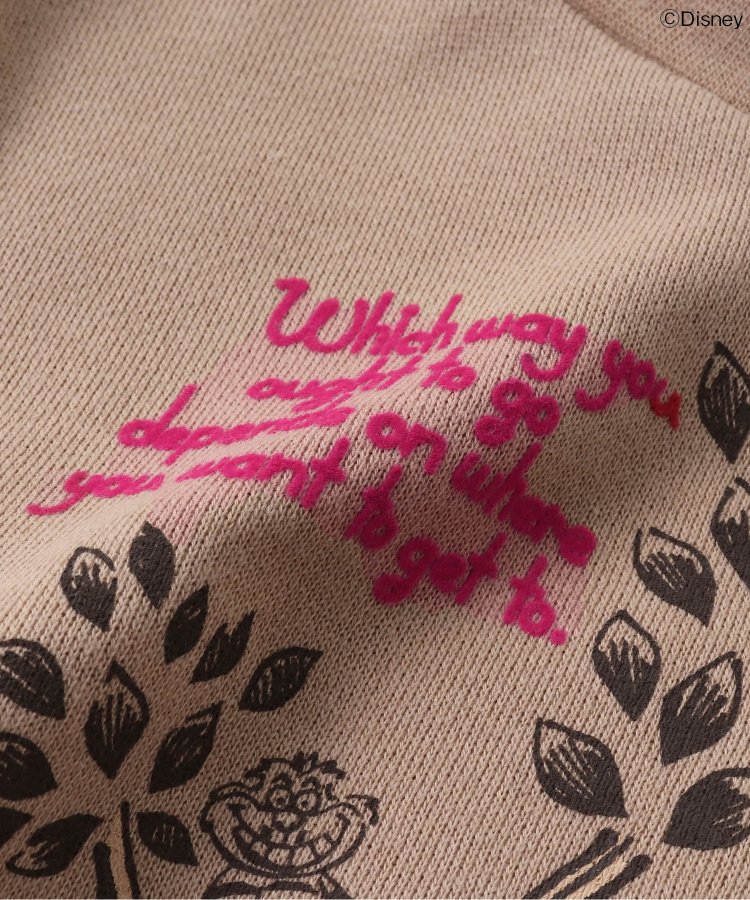 ©Disney
Which way you
ought to go
depends on where
you want to get to.